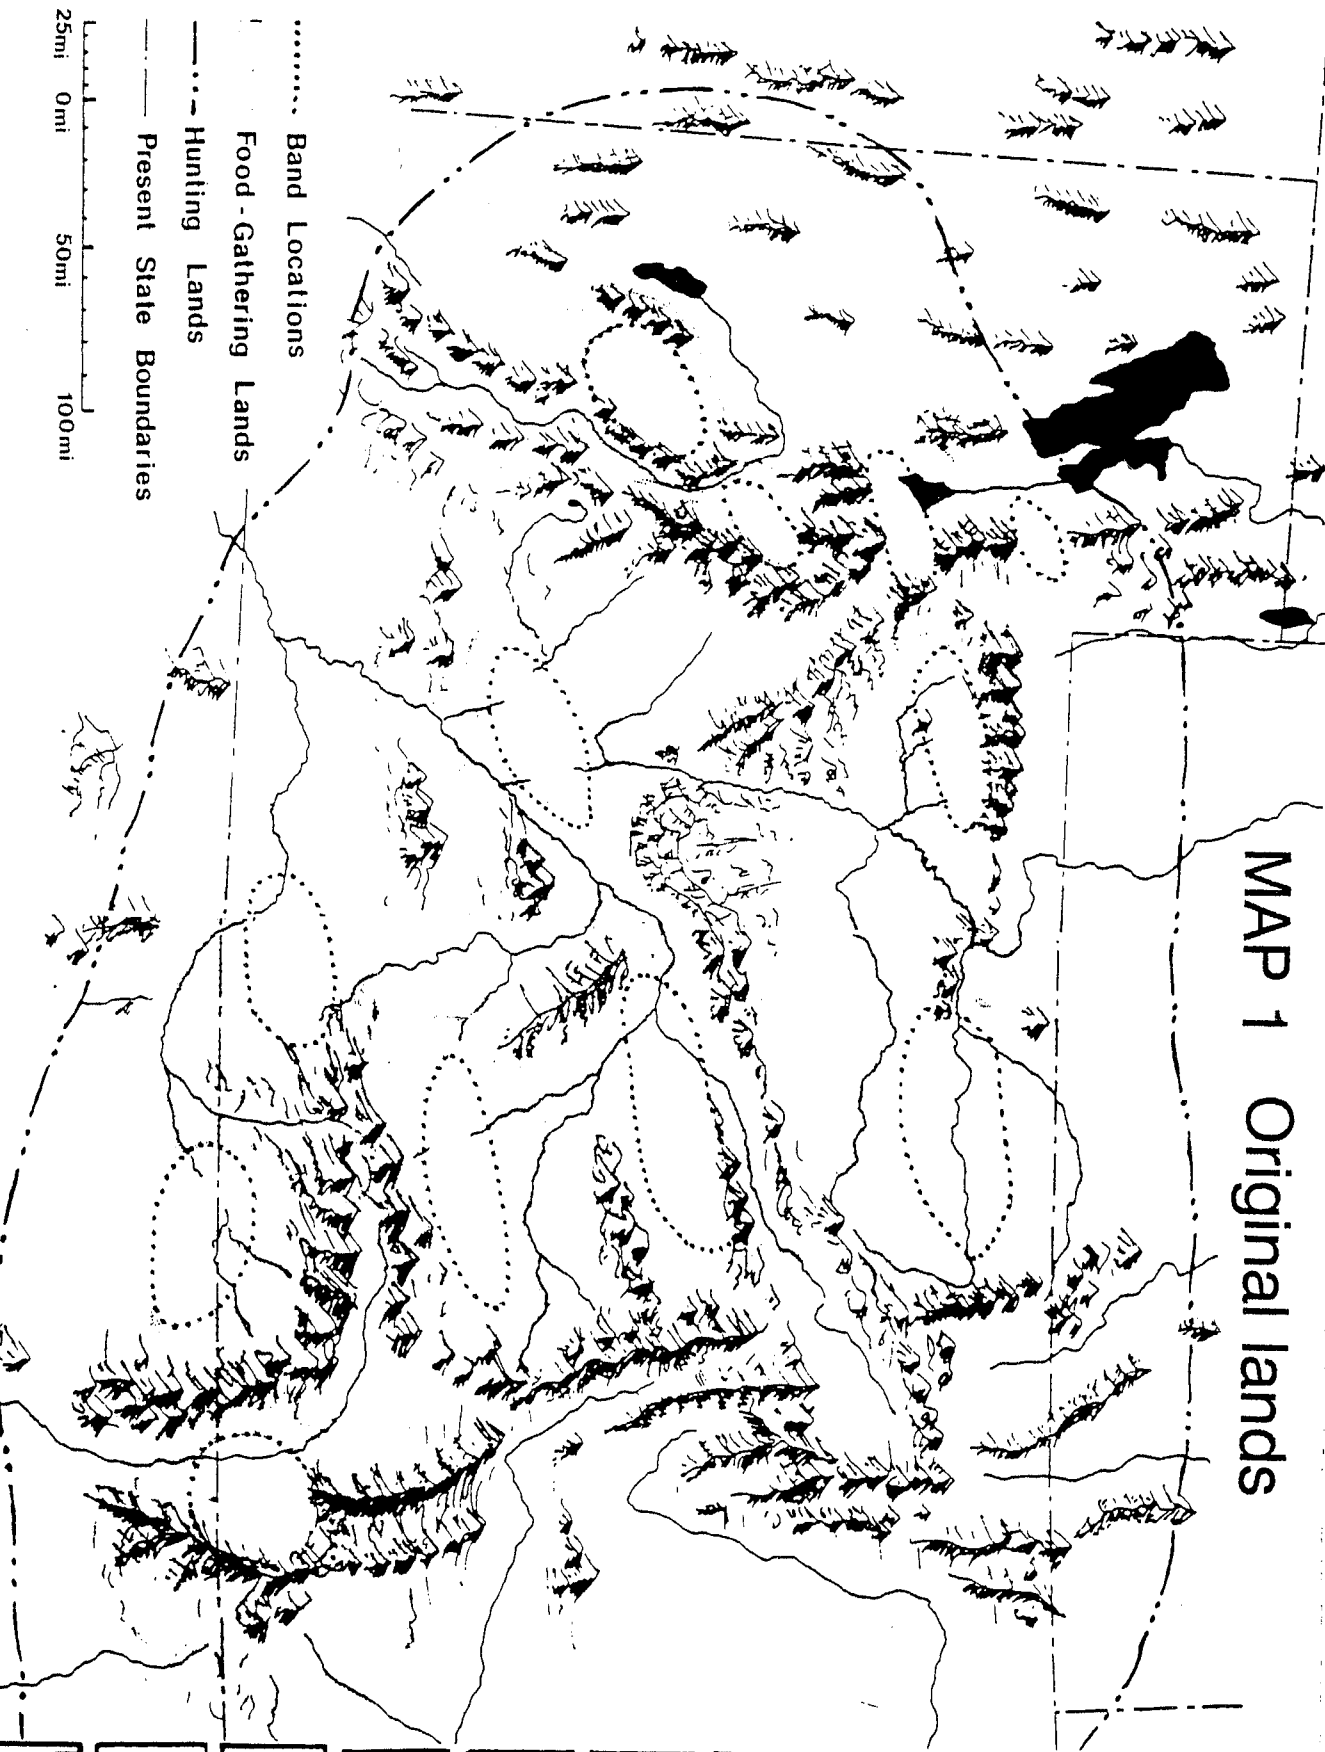 MAP 1 Original lands
Band Locations
Food-Gathering Lands
Hunting Lands
Present State Boundaries
25mi 0mi 50mi 100mi